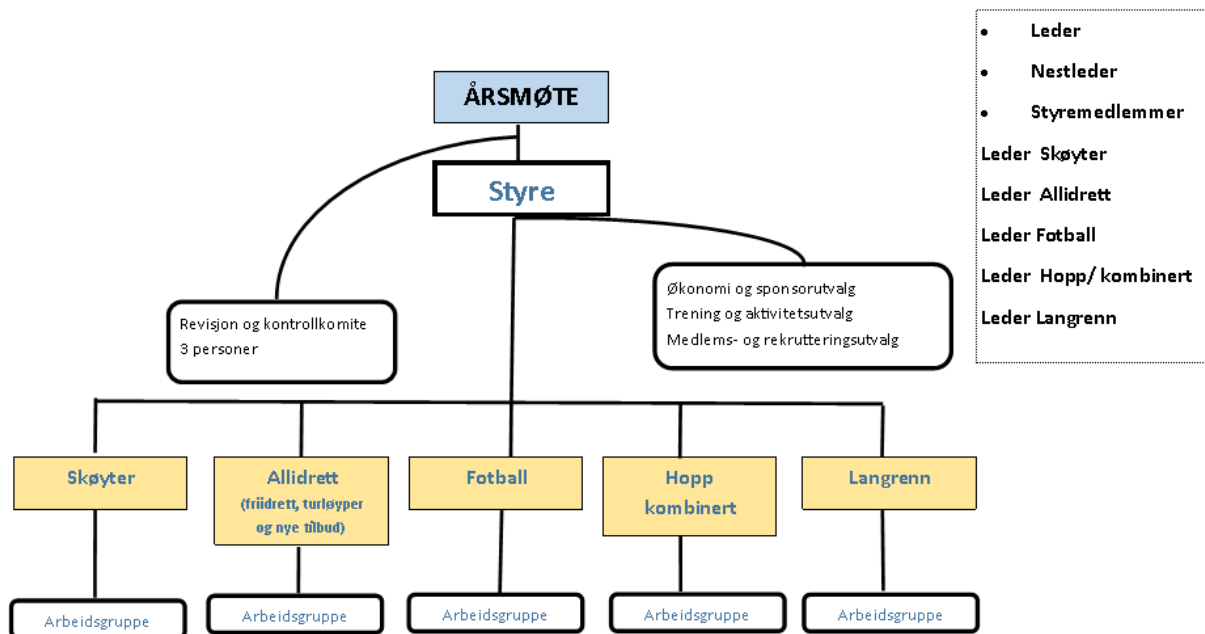 ÅRSMØTE
Styre
Revisjon og kontrollkomite
3 personer
Økonomi og sponsorutvalg
Trening og aktivitetsutvalg
Medlems- og rekrutteringsutvalg
• Leder
• Nestleder
• Styremedlemmer
Leder Skøyter
Leder Allidrett
Leder Fotball
Leder Hopp/ kombinert
Leder Langrenn
Skøyter
Allidrett
(friidrett, turløyper
og nye tilbud)
Fotball
Hopp
kombinert
Langrenn
Arbeidsgruppe
Arbeidsgruppe
Arbeidsgruppe
Arbeidsgruppe
Arbeidsgruppe